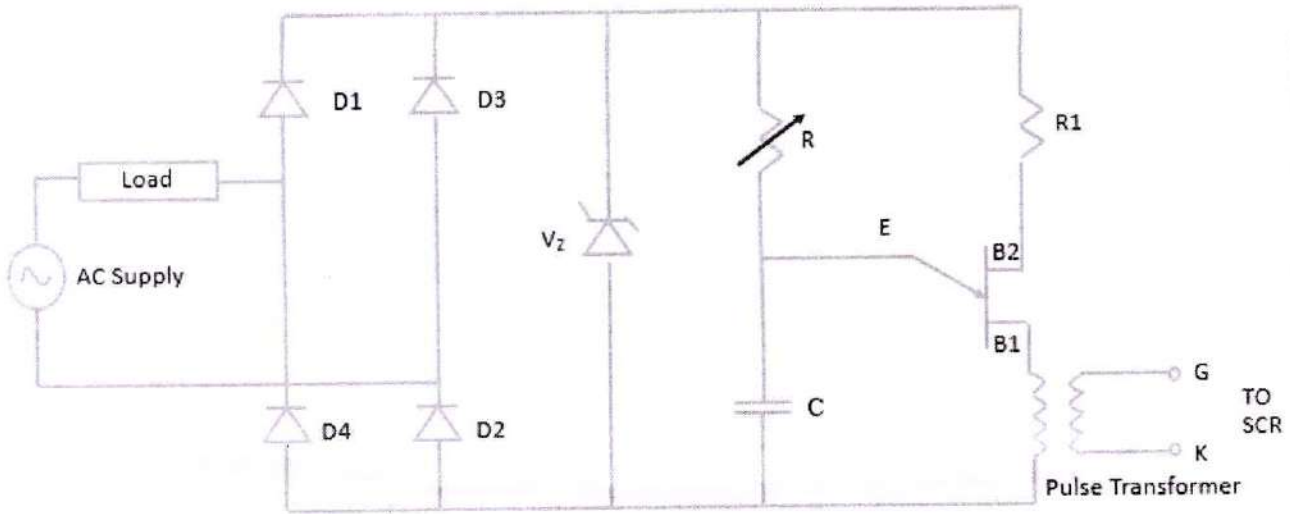 D1
D3
R
R1
Load
E
VZ
B2
AC Supply
B1
G
TO
SCR
C
D4
D2
K
Pulse Transformer